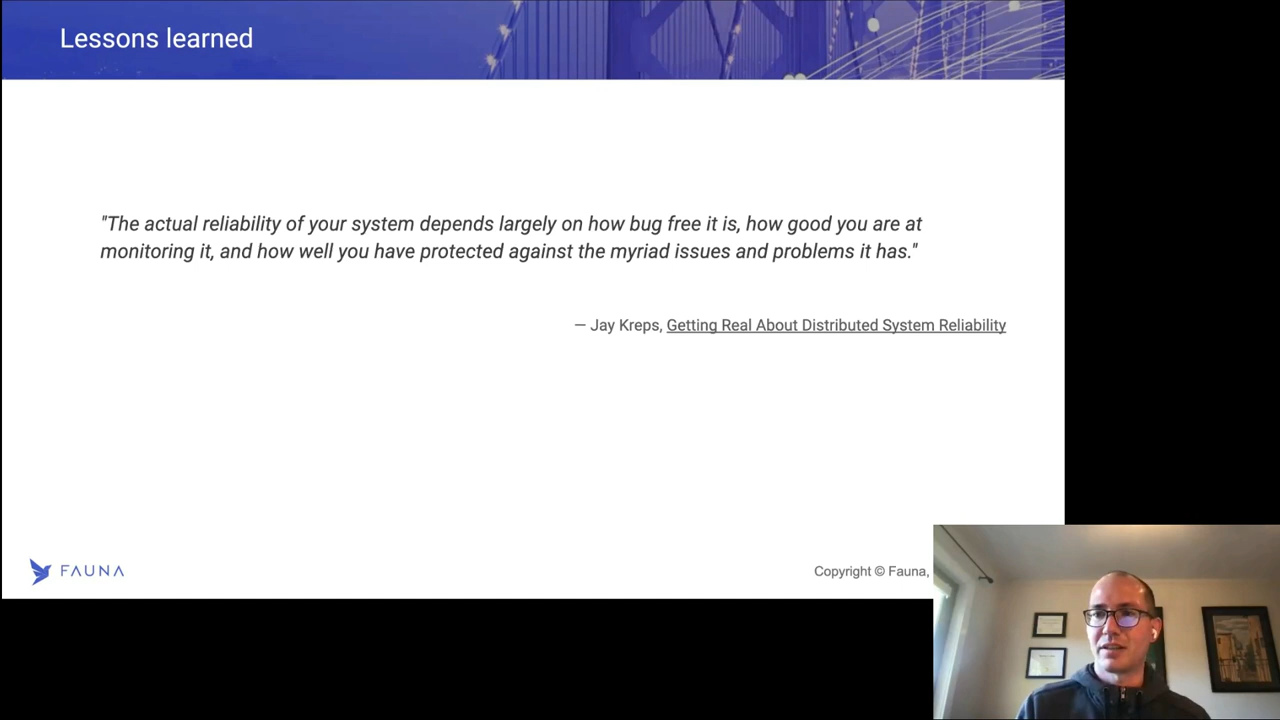 Lessons learned
"The actual reliability of your system depends largely on how bug free it is, how good you are at
monitoring it, and how well you have protected against the myriad issues and problems it has."
— Jay Kreps, Getting Real About Distributed System Reliability
FAUNA
Copyright © Fauna,